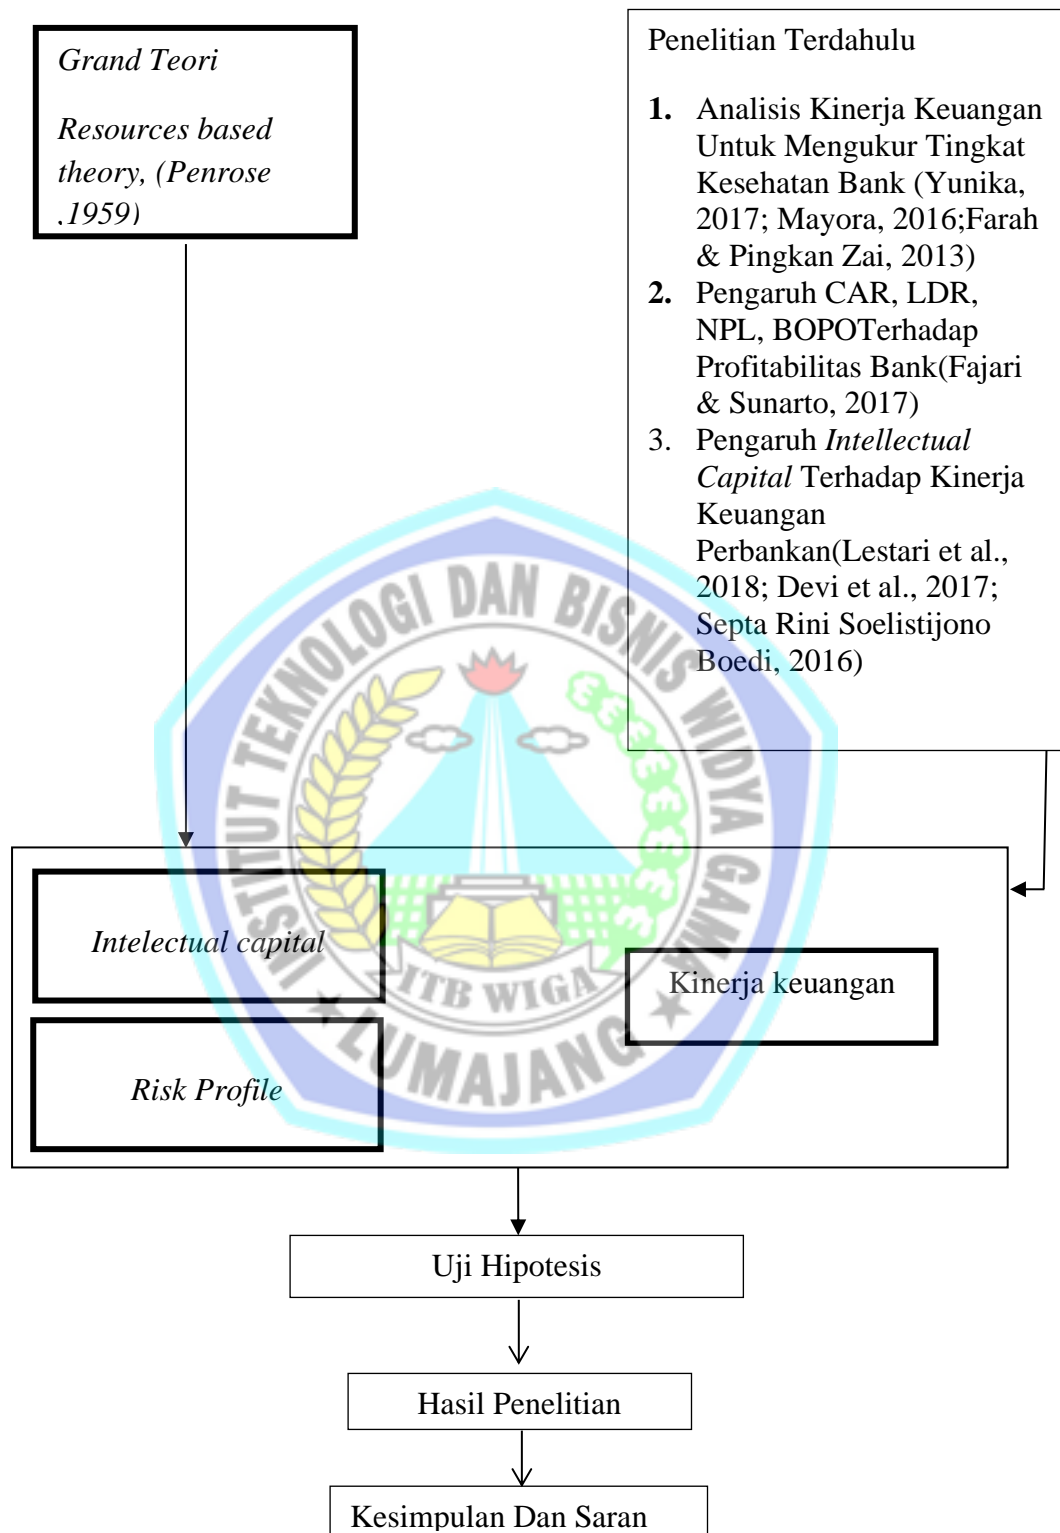 Grand Teori
Resources based
theory, (Penrose
,1959)
Penelitian Terdahulu
1. Analisis Kinerja Keuangan
Untuk Mengukur Tingkat
Kesehatan Bank (Yunika,
2017; Mayora, 2016;Farah
& Pingkan Zai, 2013)
2. Pengaruh CAR, LDR,
NPL, BOPOTerhadap
Profitabilitas Bank(Fajari
& Sunarto, 2017)
3. Pengaruh Intellectual
Capital Terhadap Kinerja
Keuangan
Perbankan(Lestari et al.,
2018; Devi et al., 2017;
Septa Rini Soelistijono
Boedi, 2016)
INSTITUT TEKNOLOGI DAN BISNIS WIDYA GAMA
ITB WIGA
LUMAJANG
Intelectual capital
Kinerja keuangan
Risk Profile
Uji Hipotesis
Hasil Penelitian
Kesimpulan Dan Saran